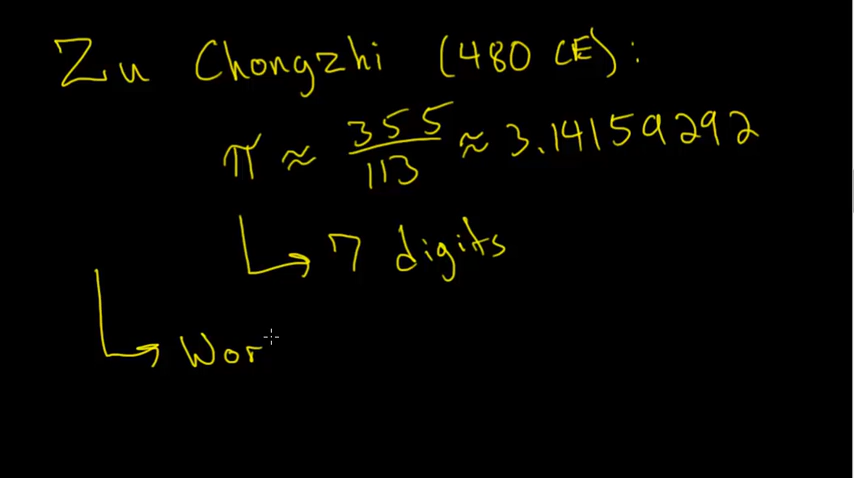 Zu Chongzhi (480 CE):
π ≈ 355/113 ≈ 3.14159292
↳ 7 digits
↳ Wor